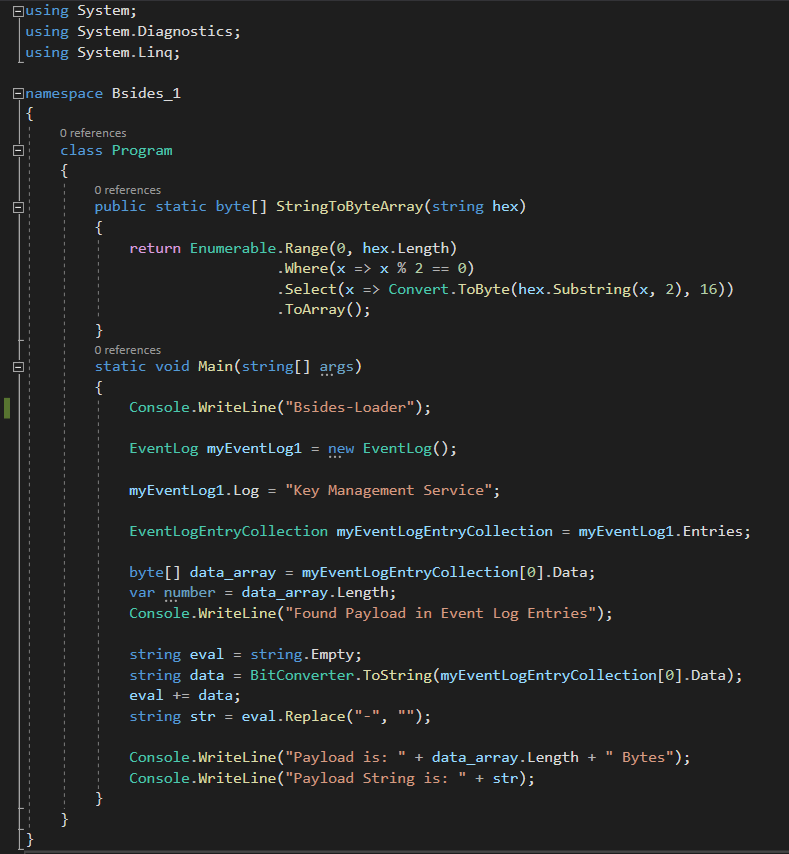 using System;
using System.Diagnostics;
using System.Linq;
namespace Bsides_1
{
0 references
class Program
{
0 references
public static byte[] StringToByteArray(string hex)
{
return Enumerable.Range(0, hex.Length)
.Where(x => x % 2 == 0)
.Select(x => Convert.ToByte(hex.Substring(x, 2), 16))
.ToArray();
}
0 references
static void Main(string[] args)
{
Console.WriteLine("Bsides-Loader");
EventLog myEventLog1 = new EventLog();
myEventLog1.Log = "Key Management Service";
EventLogEntryCollection myEventLogEntryCollection = myEventLog1.Entries;
byte[] data_array = myEventLogEntryCollection[0].Data;
var number = data_array.Length;
Console.WriteLine("Found Payload in Event Log Entries");
string eval = string.Empty;
string data = BitConverter.ToString(myEventLogEntryCollection[0].Data);
eval += data;
string str = eval.Replace("-", "");
Console.WriteLine("Payload is: " + data_array.Length + " Bytes");
Console.WriteLine("Payload String is: " + str);
}
}
}